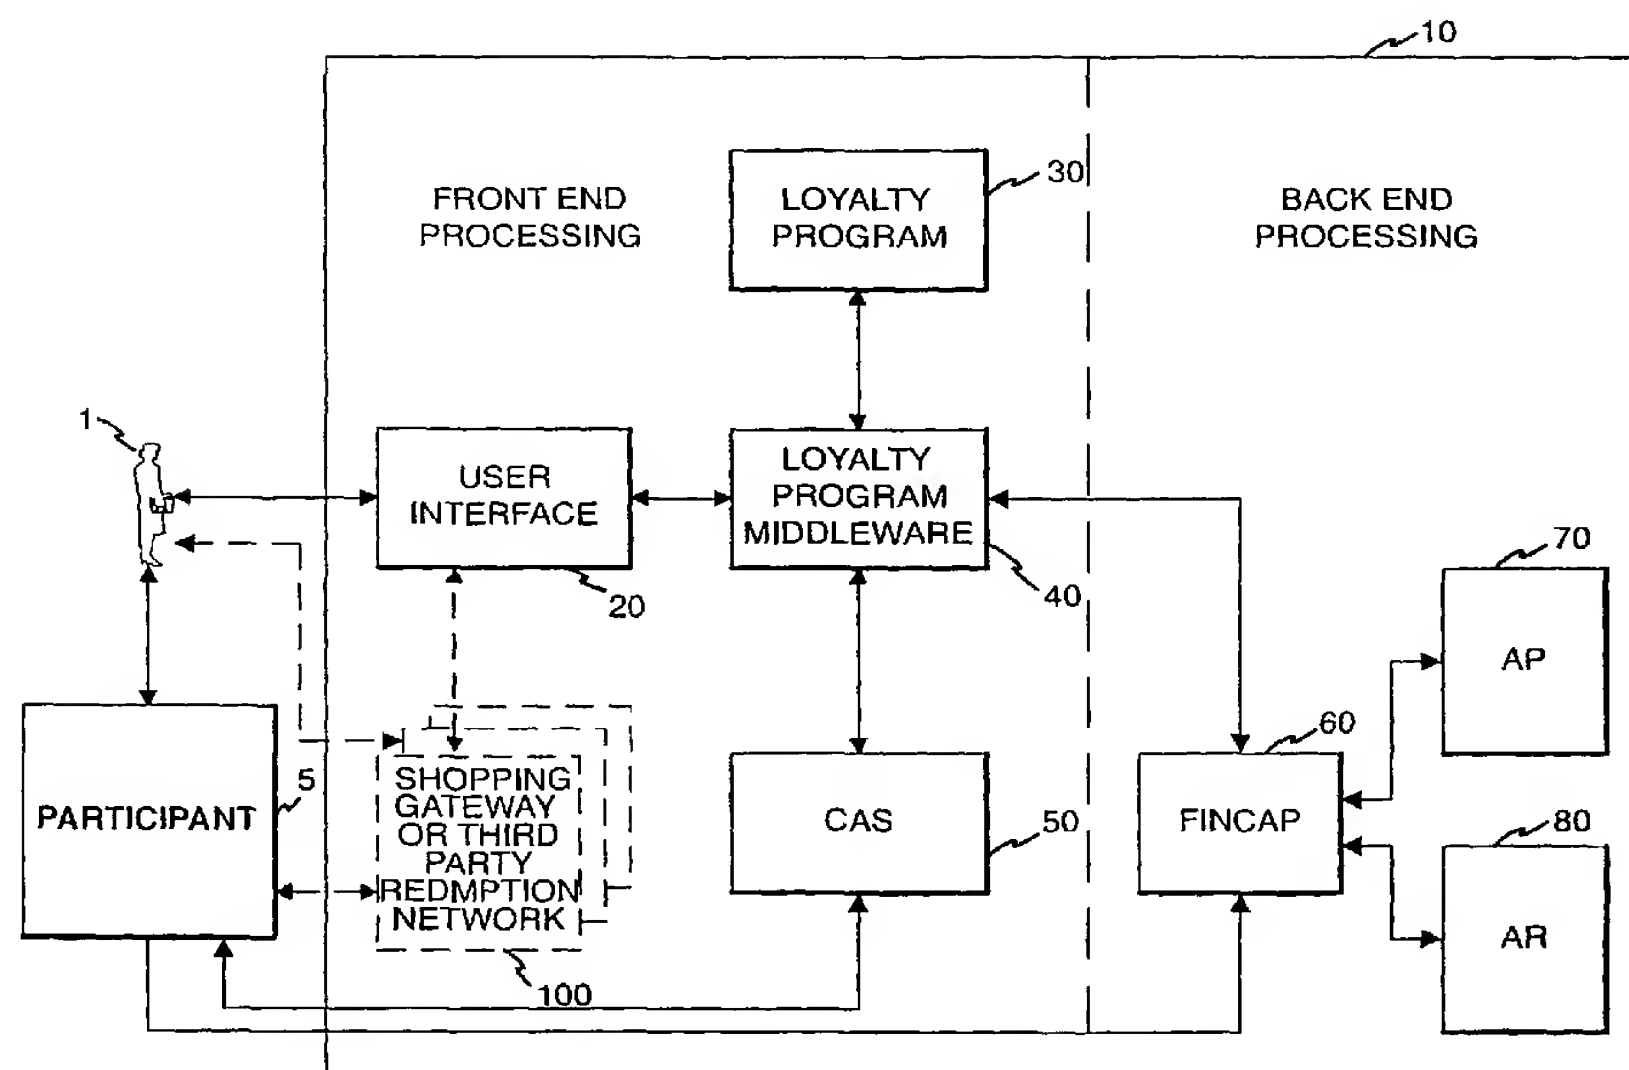 10
FRONT END
PROCESSING
LOYALTY
PROGRAM
30
BACK END
PROCESSING
1
USER
INTERFACE
20
LOYALTY
PROGRAM
MIDDLEWARE
40
70
AP
PARTICIPANT
5
SHOPPING
GATEWAY
OR THIRD
PARTY
REDMPTION
NETWORK
100
CAS
50
60
FINCAP
80
AR